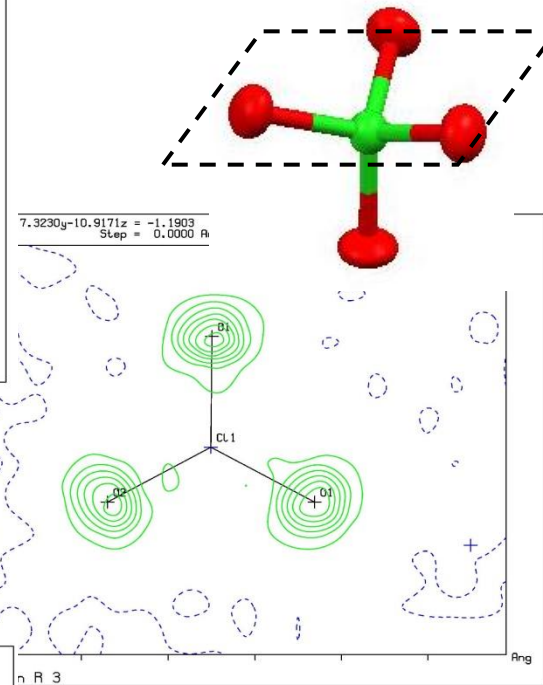 7.3230y-10.9171z = -1.1903
Step = 0.0000
O1
CL1
O2 O1
Ang
n R 3